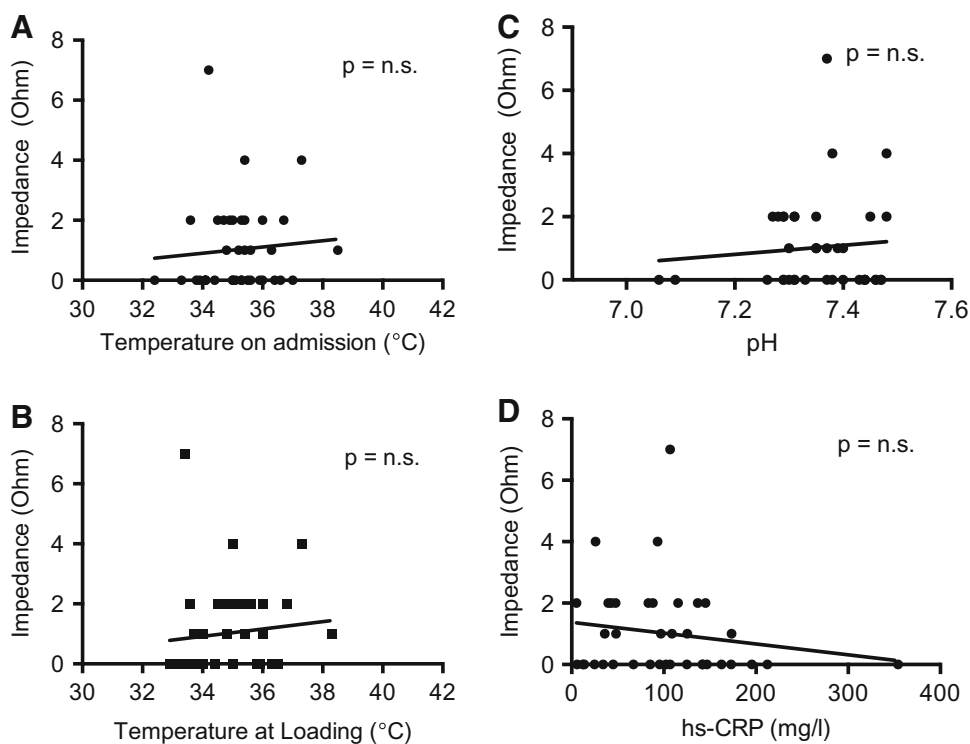 A
Impedance (Ohm)
8
6
4
2
0
p = n.s.
30 32 34 36 38 40 42
Temperature on admission (°C)
C
Impedance (Ohm)
8
6
4
2
0
p = n.s.
7.0 7.2 7.4 7.6
pH
B
Impedance (Ohm)
8
6
4
2
0
p = n.s.
30 32 34 36 38 40 42
Temperature at Loading (°C)
D
Impedance (Ohm)
8
6
4
2
0
p = n.s.
0 100 200 300 400
hs-CRP (mg/l)